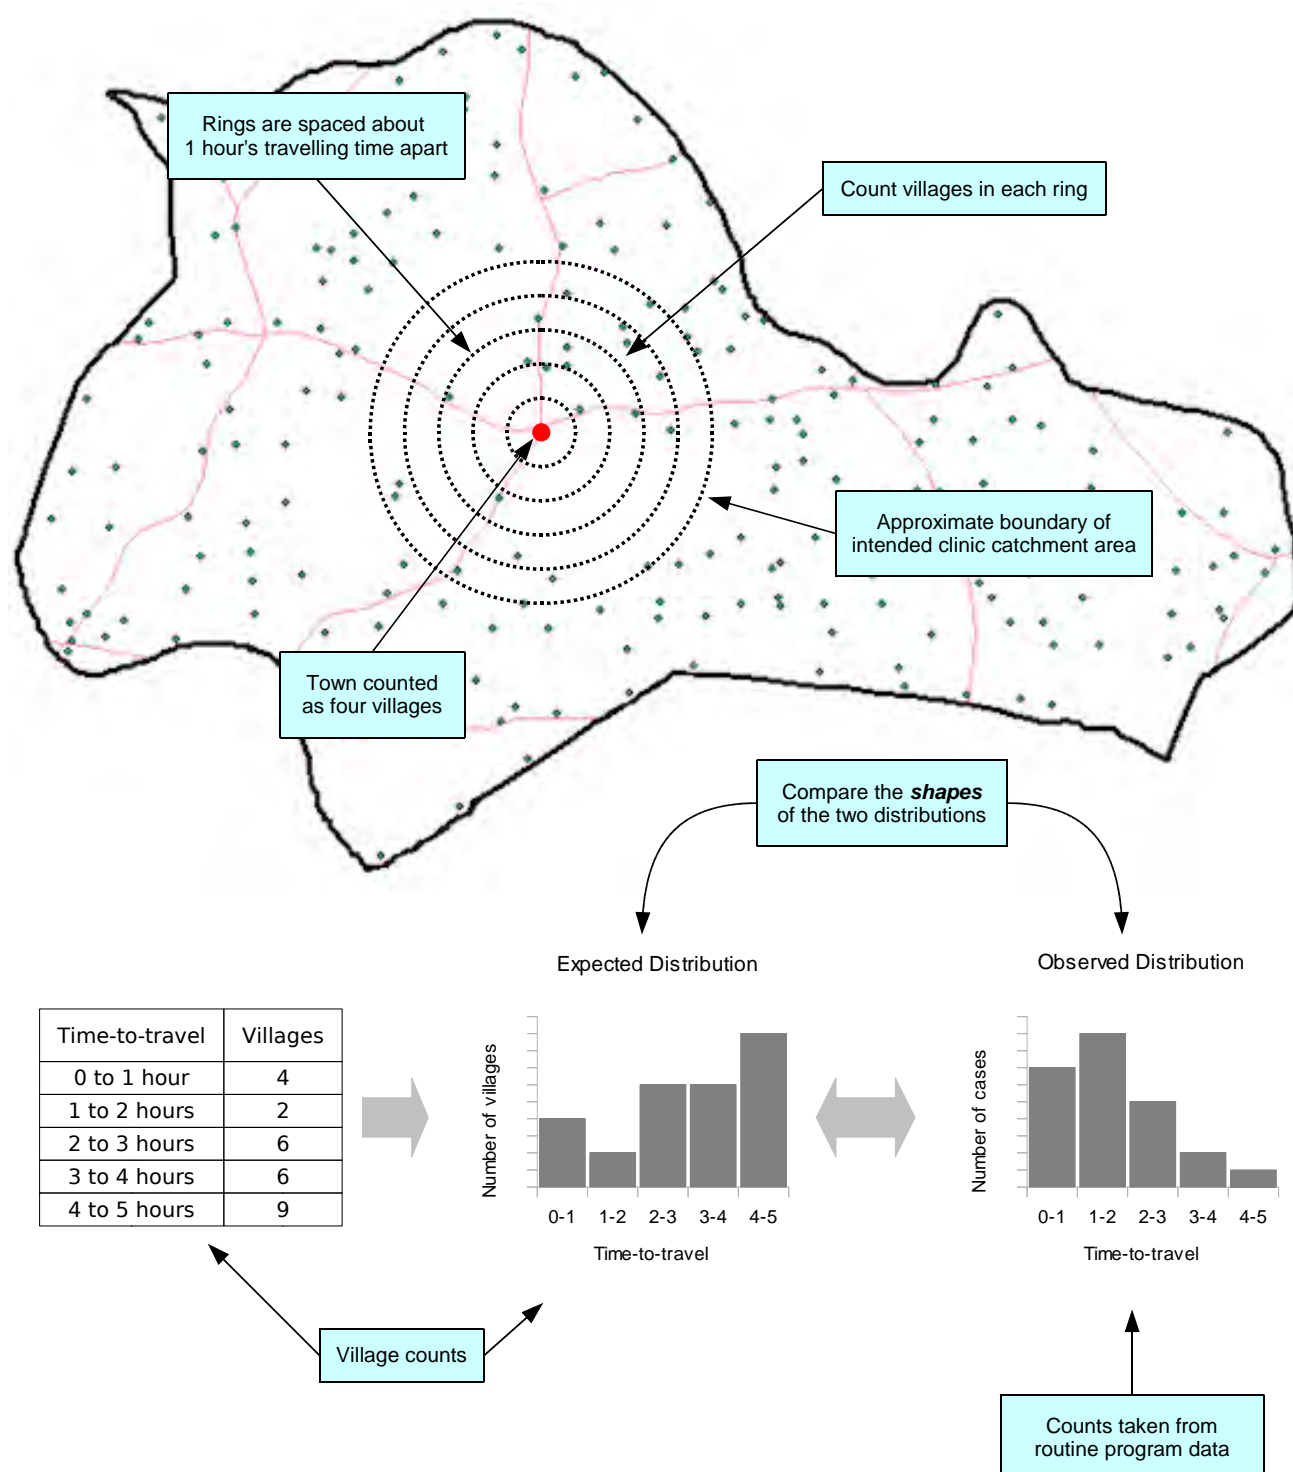 Rings are spaced about
1 hour's travelling time apart
Count villages in each ring
Approximate boundary of
intended clinic catchment area
Town counted
as four villages
Compare the shapes
of the two distributions
Expected Distribution
Observed Distribution
Time-to-travel Villages
0 to 1 hour 4
1 to 2 hours 2
2 to 3 hours 6
3 to 4 hours 6
4 to 5 hours 9
Number of villages
0-1 1-2 2-3 3-4 4-5
Time-to-travel
Number of cases
0-1 1-2 2-3 3-4 4-5
Time-to-travel
Village counts
Counts taken from
routine program data